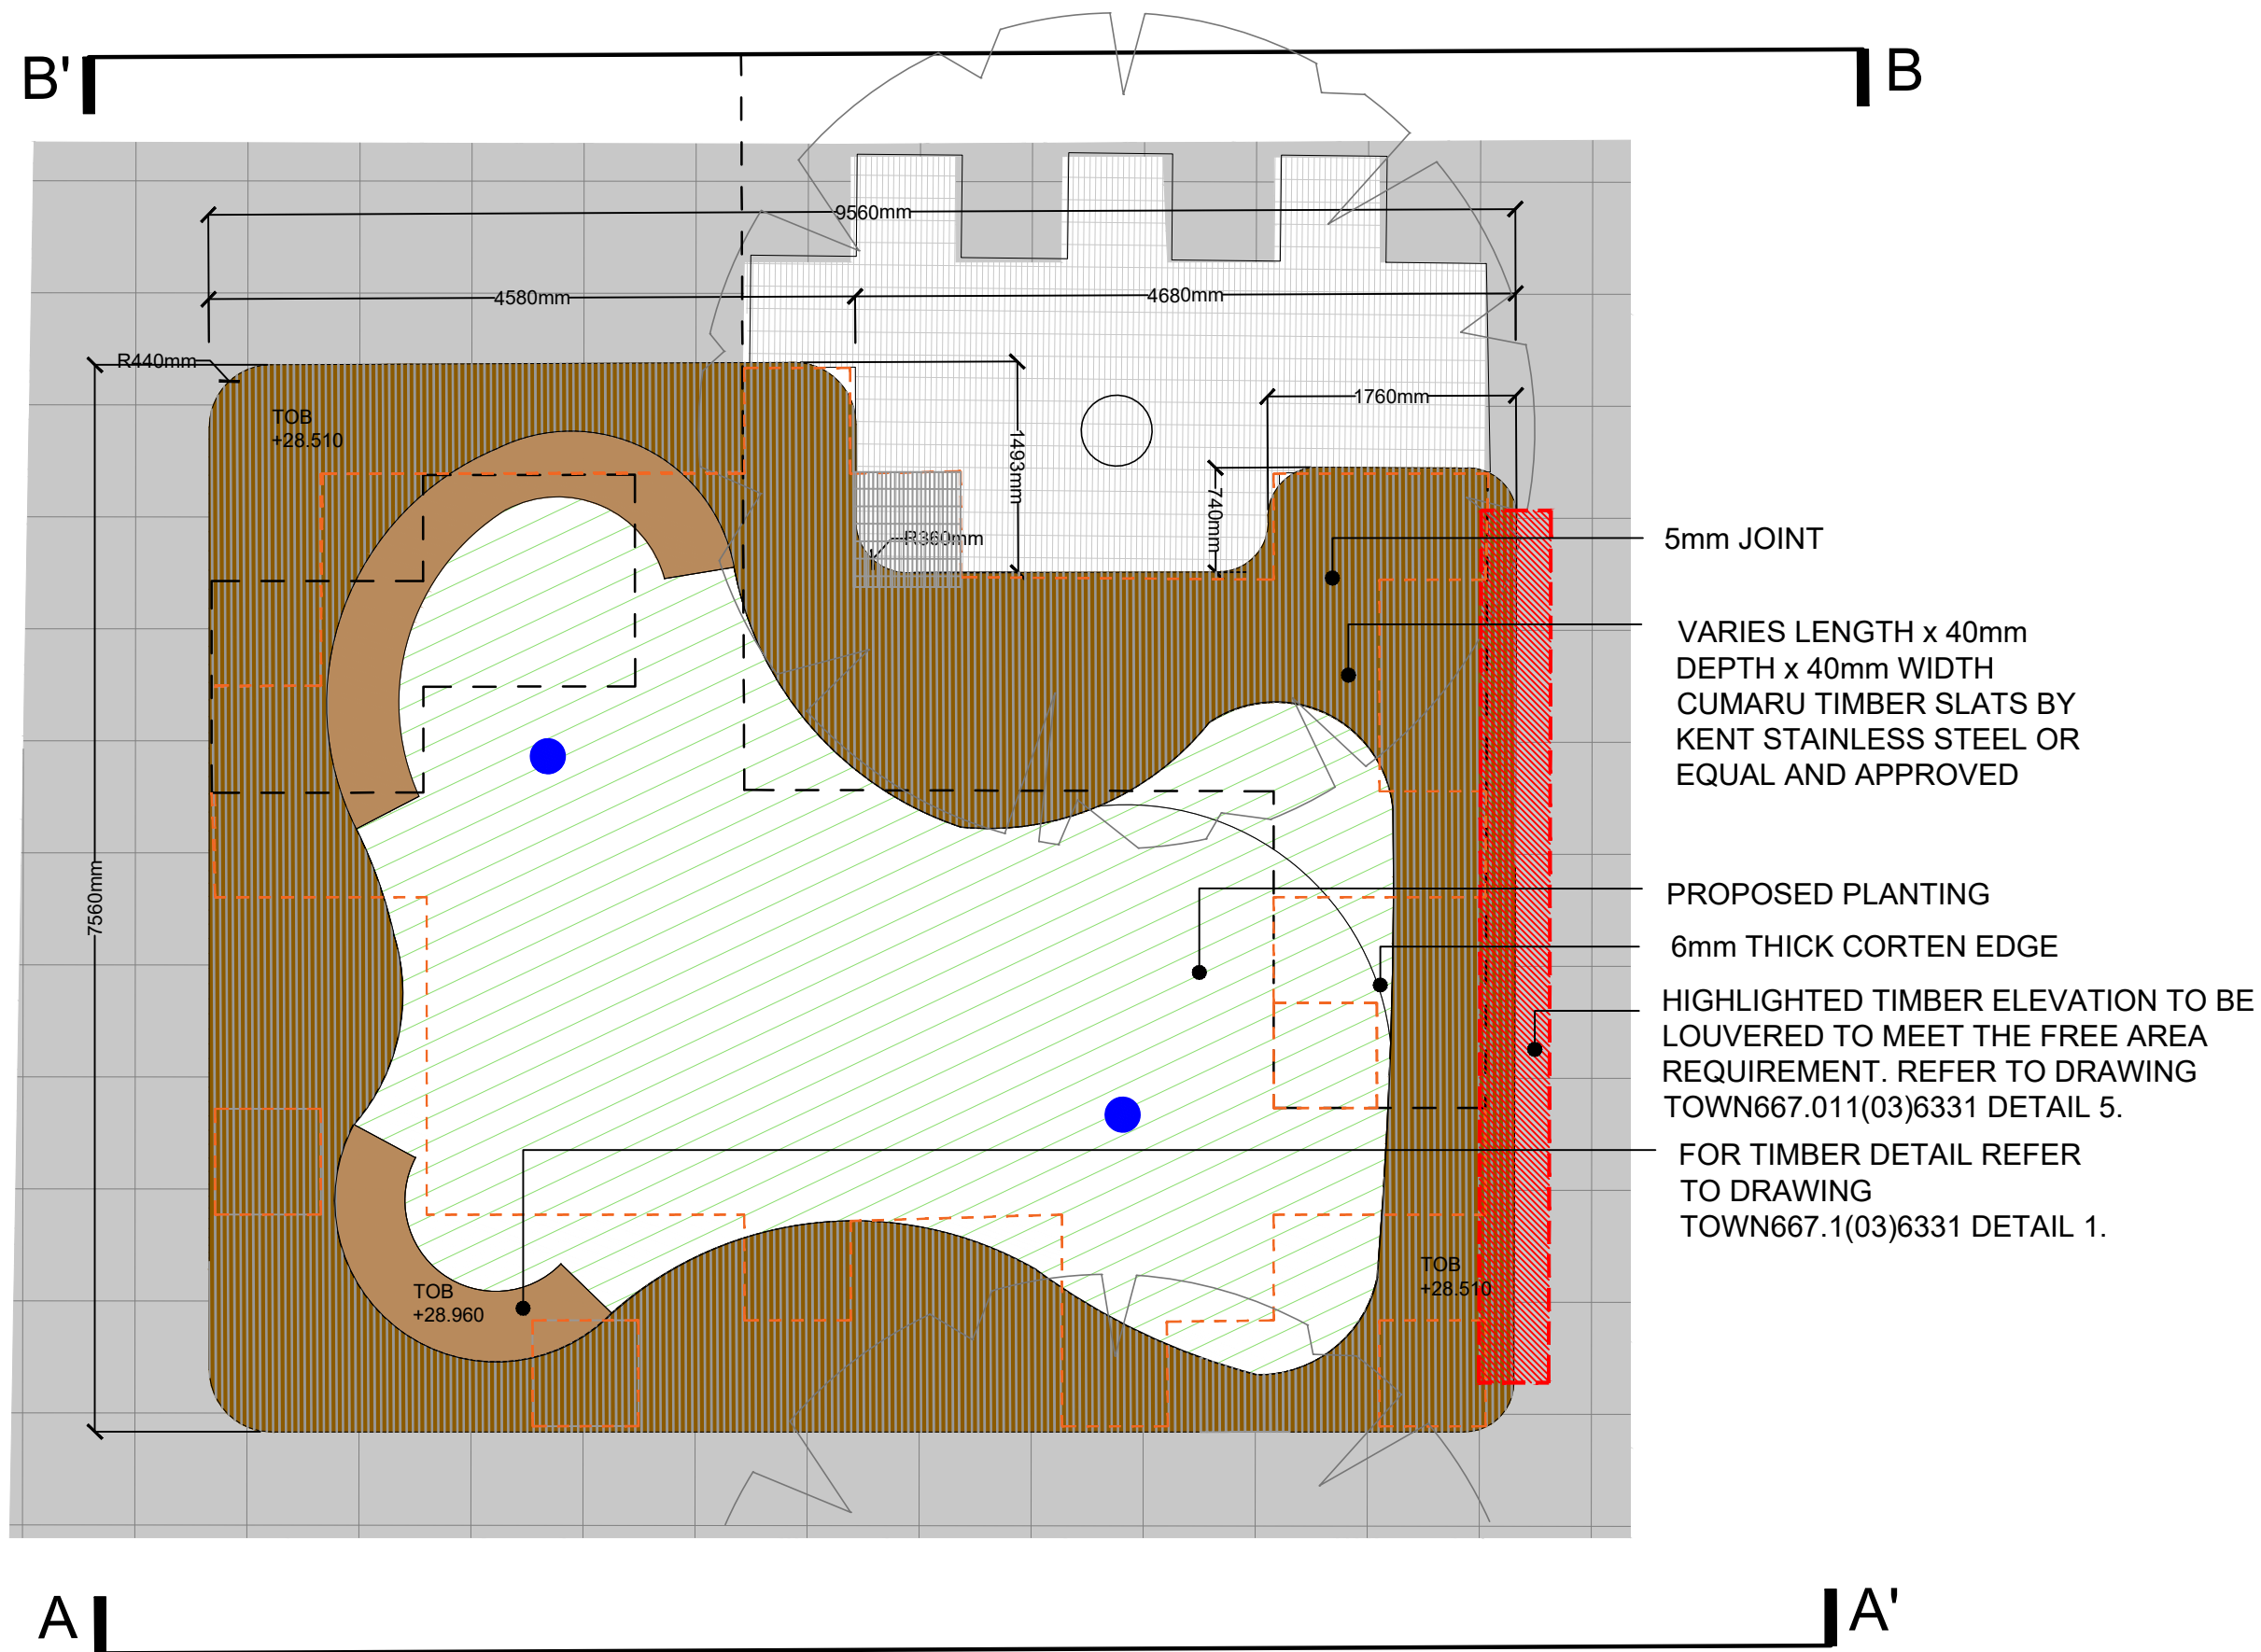 B'
B
9560mm
4580mm
4680mm
R440mm
1760mm
TOB
+28.510
1493mm
740mm
R360mm
5mm JOINT
VARIES LENGTH x 40mm
DEPTH x 40mm WIDTH
CUMARU TIMBER SLATS BY
KENT STAINLESS STEEL OR
EQUAL AND APPROVED
7560mm
PROPOSED PLANTING
6mm THICK CORTEN EDGE
HIGHLIGHTED TIMBER ELEVATION TO BE
LOUVERED TO MEET THE FREE AREA
REQUIREMENT. REFER TO DRAWING
TOWN667.011(03)6331 DETAIL 5.
FOR TIMBER DETAIL REFER
TO DRAWING
TOWN667.1(03)6331 DETAIL 1.
TOB
+28.960
TOB
+28.510
A
A'